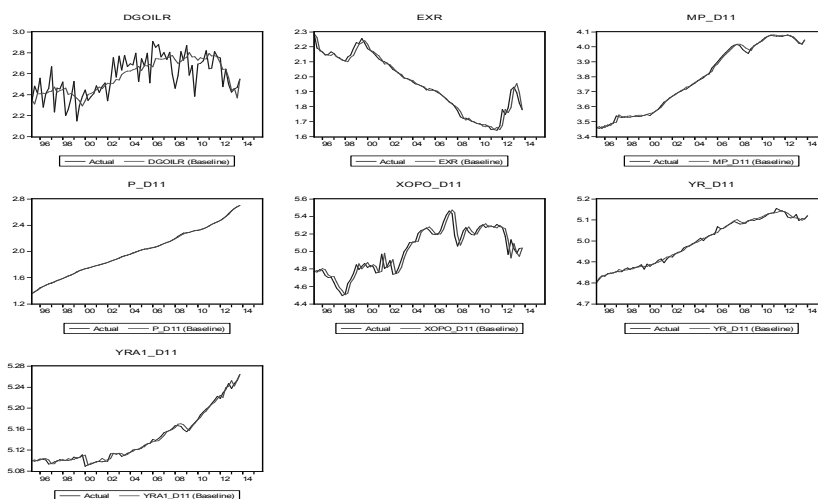 DGOILR
3.0
2.8
2.6
2.4
2.2
2.0
96 98 00 02 04 06 08 10 12 14
Actual DGOILR (Baseline)
EXR
2.3
2.2
2.1
2.0
1.9
1.8
1.7
1.6
96 98 00 02 04 06 08 10 12 14
Actual EXR (Baseline)
MP_D11
4.1
4.0
3.9
3.8
3.7
3.6
3.5
3.4
96 98 00 02 04 06 08 10 12 14
Actual MP_D11 (Baseline)
P_D11
2.8
2.4
2.0
1.6
1.2
96 98 00 02 04 06 08 10 12 14
Actual P_D11 (Baseline)
XOPO_D11
5.6
5.4
5.2
5.0
4.8
4.6
4.4
96 98 00 02 04 06 08 10 12 14
Actual XOPO_D11 (Baseline)
YR_D11
5.2
5.1
5.0
4.9
4.8
4.7
96 98 00 02 04 06 08 10 12 14
Actual YR_D11 (Baseline)
YRA1_D11
5.28
5.24
5.20
5.16
5.12
5.08
96 98 00 02 04 06 08 10 12 14
Actual YRA1_D11 (Baseline)